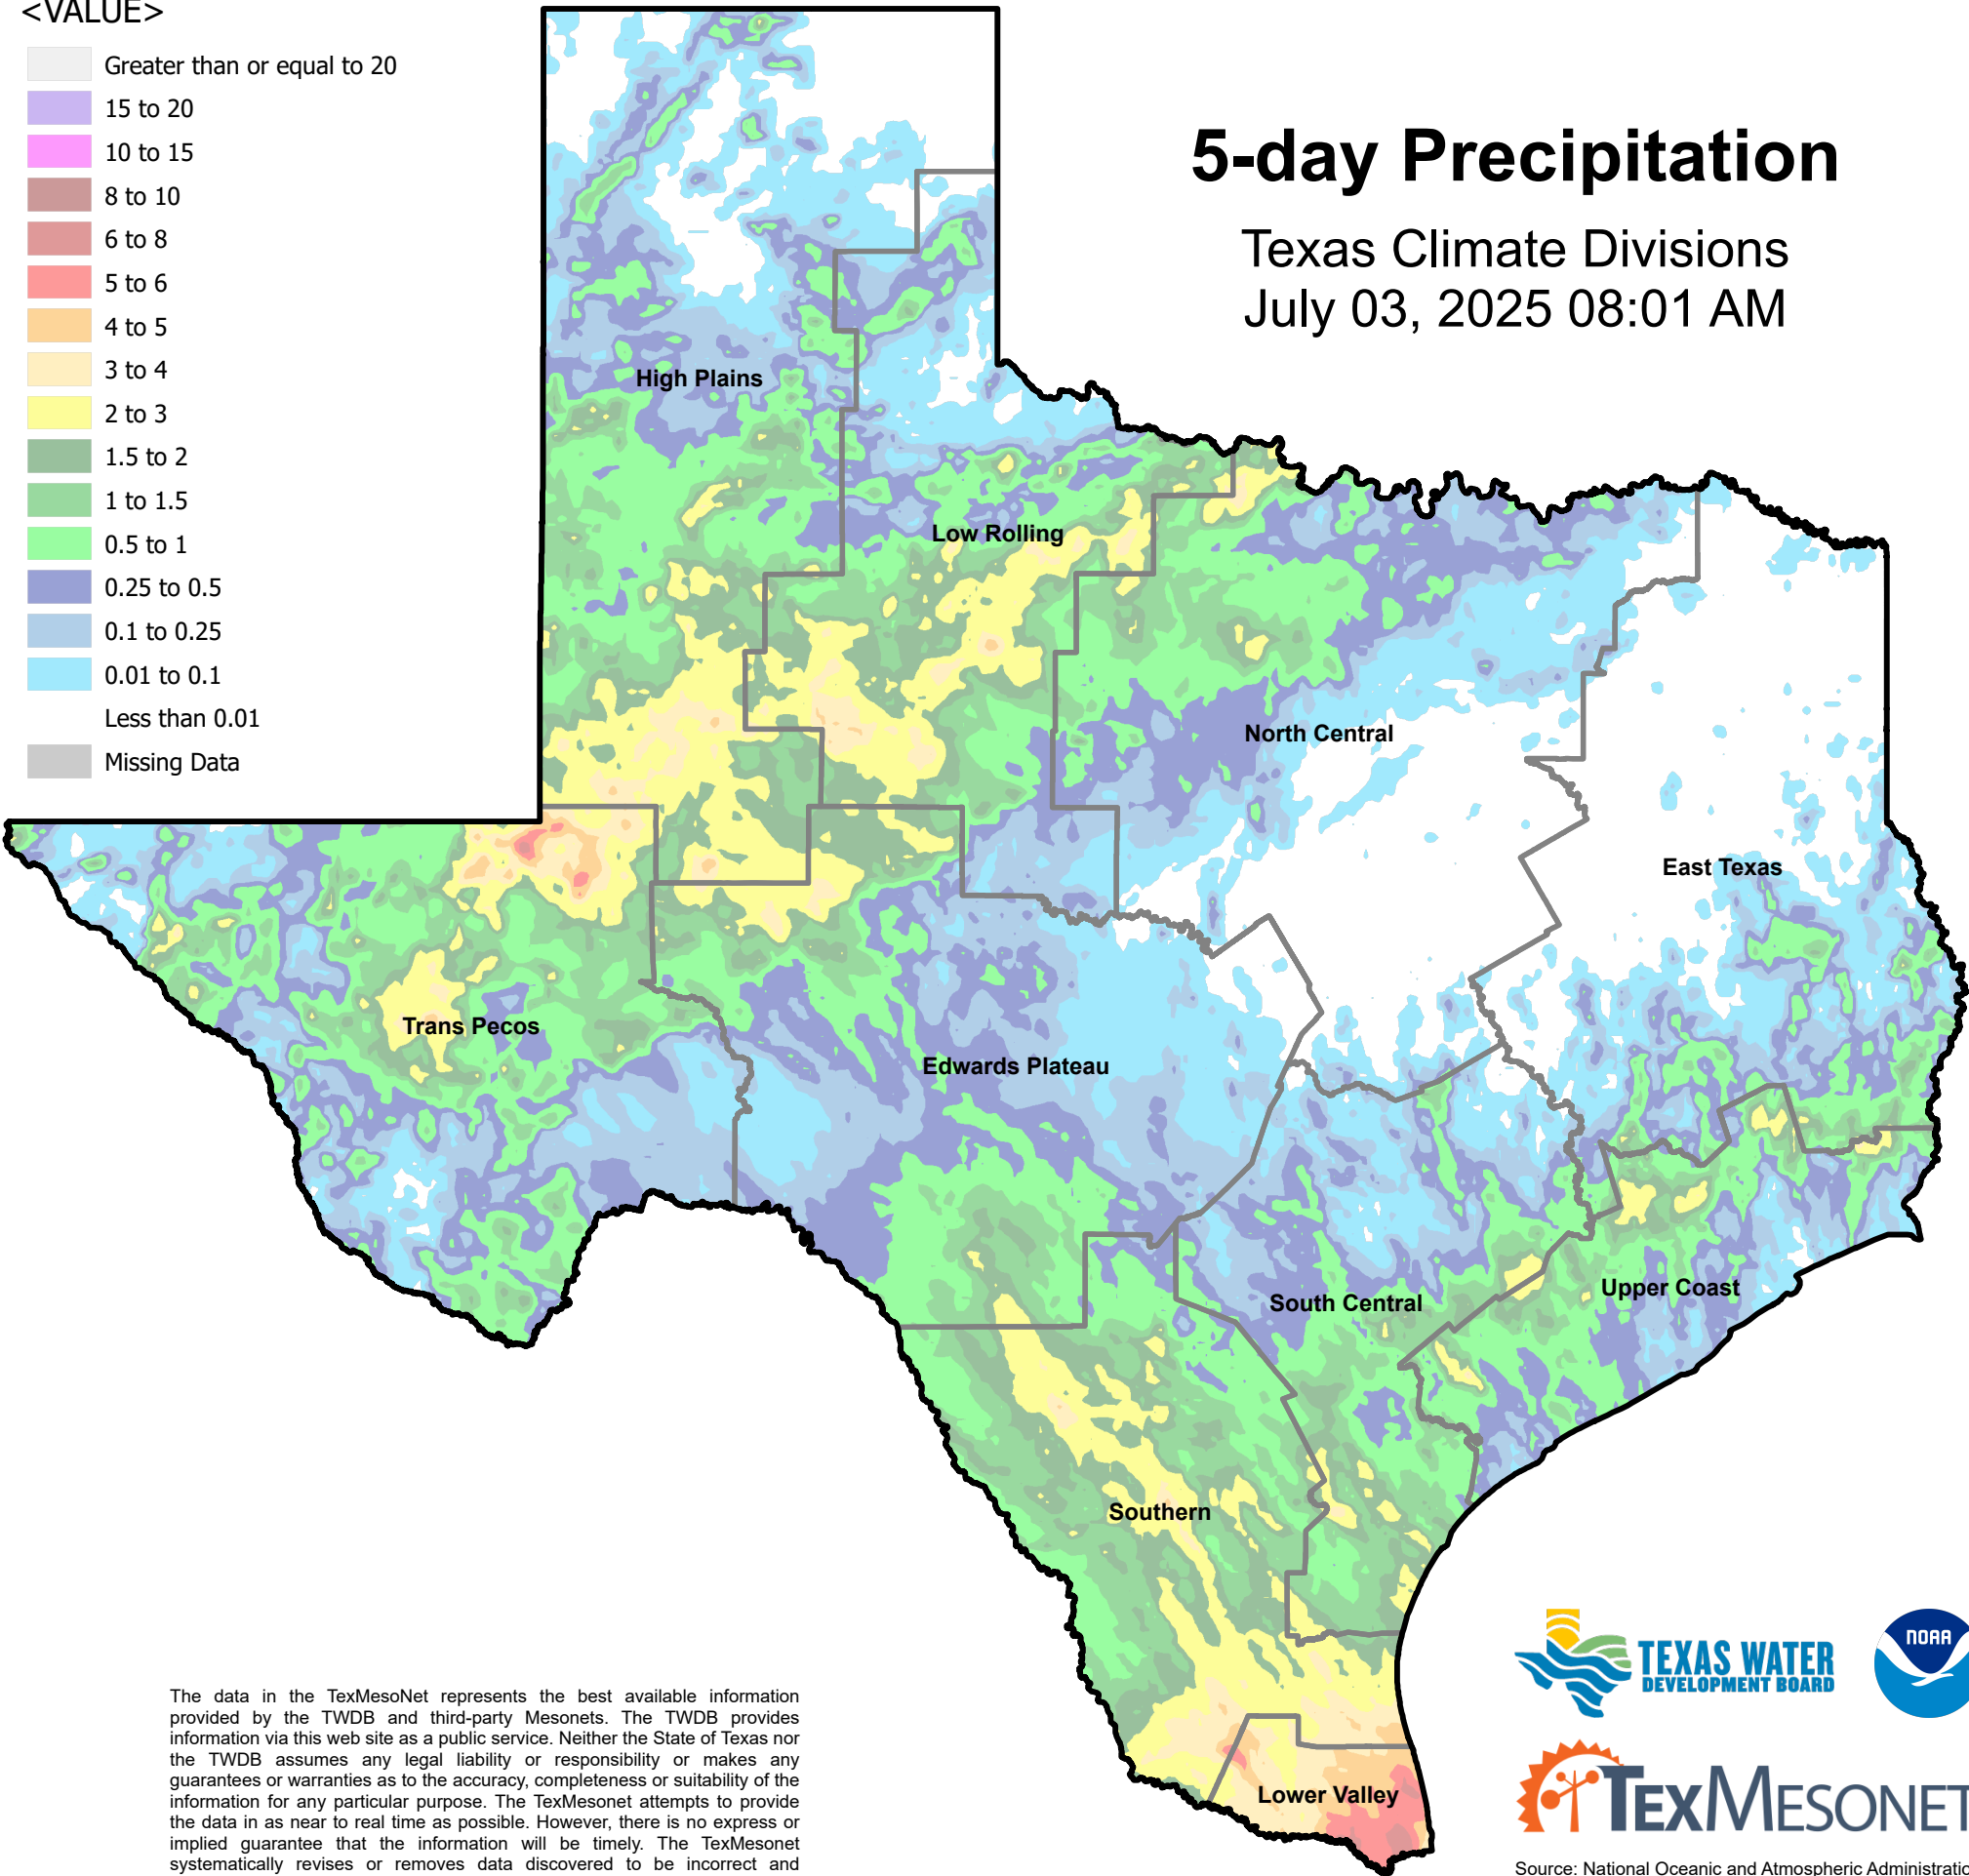 <VALUE>
Greater than or equal to 20
15 to 20
10 to 15
8 to 10
6 to 8
5 to 6
4 to 5
3 to 4
2 to 3
1.5 to 2
1 to 1.5
0.5 to 1
0.25 to 0.5
0.1 to 0.25
0.01 to 0.1
Less than 0.01
Missing Data
5-day Precipitation
Texas Climate Divisions
July 03, 2025 08:01 AM
High Plains
Low Rolling
North Central
East Texas
Trans Pecos
Edwards Plateau
South Central
Upper Coast
Southern
Lower Valley
The data in the TexMesoNet represents the best available information
provided by the TWDB and third-party Mesonets. The TWDB provides
information via this web site as a public service. Neither the State of Texas nor
the TWDB assumes any legal liability or responsibility or makes any
guarantees or warranties as to the accuracy, completeness or suitability of the
information for any particular purpose. The TexMesonet attempts to provide
the data in as near to real time as possible. However, there is no express or
implied guarantee that the information will be timely. The TexMesonet
systematically revises or removes data discovered to be incorrect and
TEXAS WATER
DEVELOPMENT BOARD
NOAA
TEXMESONET
Source: National Oceanic and Atmospheric Administratio